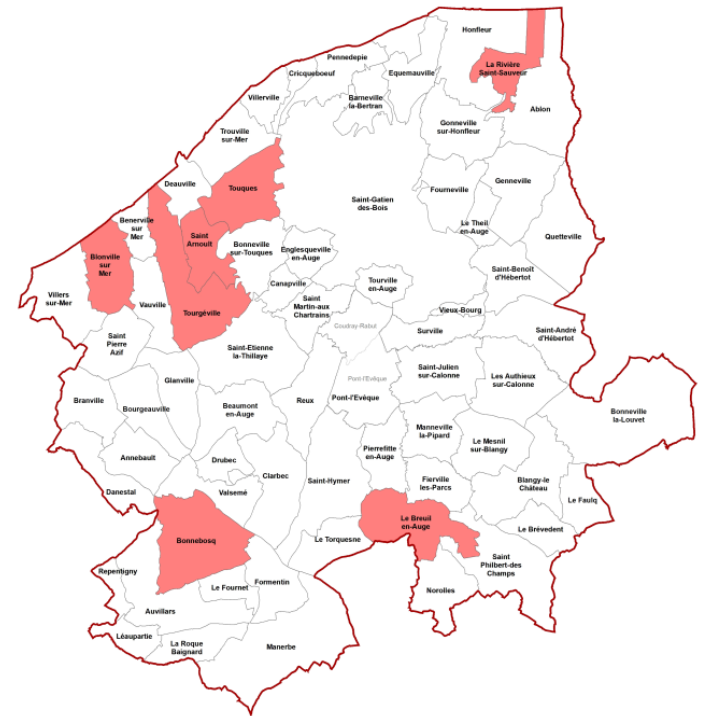 Honfleur
Pennedepie
La Rivière
Saint-Sauveur
Cricqueboeuf
Equemauville
Villerville
Barneville
la-Bertran
Ablon
Gonneville
sur-Honfleur
Trouville
sur-Mer
Genneville
Deauville
Touques
Fourneville
Saint-Gatien
des-Bois
Benerville
sur
Mer
Le Theil
en-Auge
Saint
Arnoult
Quetteville
Bonneville
sur-Touques
Englesqueville
en-Auge
Blonville
sur
Mer
Saint-Benoît
d'Hébertot
Canapville
Tourville
en-Auge
Villers
sur-Mer
Vauville
Saint
Martin-aux
Chartrains
Tourgéville
Vieux-Bourg
Coudray-Rabut
Surville
Saint-André
d'Hébertot
Saint
Pierre
Azif
Saint-Etienne
la-Thillaye
Saint-Julien
sur-Calonne
Les Authieux
sur-Calonne
Glanville
Pont-l'Evéque
Pont-l'Evéque
Branville
Reux
Bourgeauville
Beaumont
en-Auge
Bonneville
la-Louvet
Manneville
la-Pipard
Le Mesnil
sur-Blangy
Pierrefitte
en-Auge
Annebault
Drubec
Clarbec
Saint-Hymer
Fierville
les-Parcs
Blangy-le
Château
Danestal
Valsemé
Le Faulq
Le Breuil
en-Auge
Le Brèvedent
Bonnebosq
Le Torquesne
Saint
Philbert-des
Champs
Repentigny
Formentin
Le Fournet
Norolles
Auvillars
Léaupartie
La Roque
Baignard
Manerbe